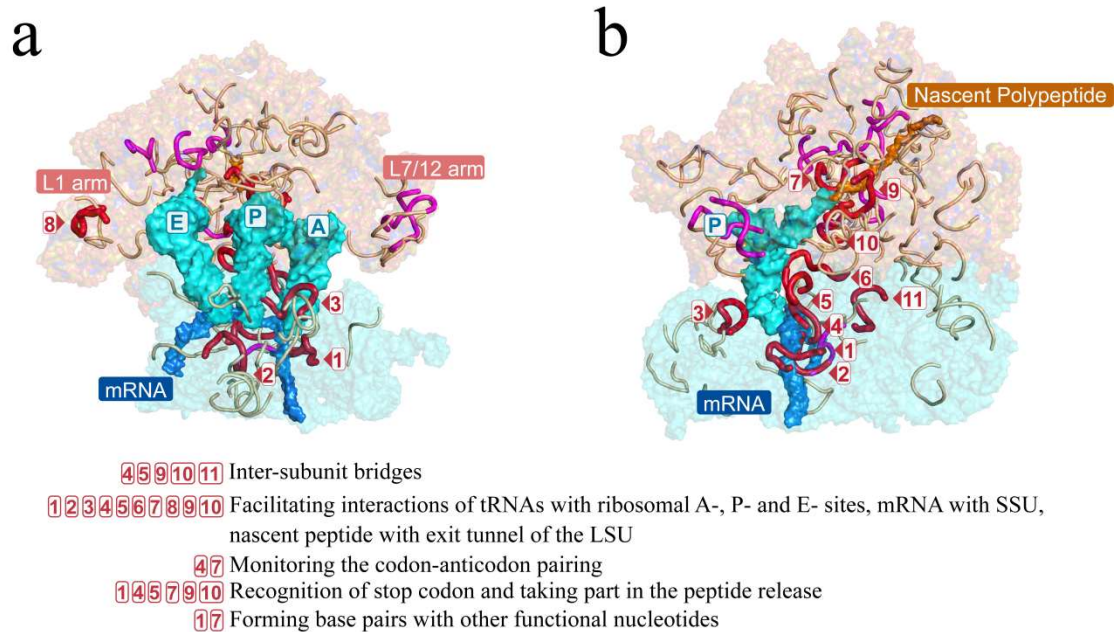 a
b
Nascent Polypeptide
L1 arm
L7/12 arm
8
E
P
A
3
1
2
mRNA
7
9
P
10
6
3
5
11
4
1
2
mRNA
4 5 9 10 11 Inter-subunit bridges
1 2 3 4 5 6 7 8 9 10 Facilitating interactions of tRNAs with ribosomal A-, P- and E- sites, mRNA with SSU,
nascent peptide with exit tunnel of the LSU
4 7 Monitoring the codon-anticodon pairing
1 4 5 7 9 10 Recognition of stop codon and taking part in the peptide release
1 7 Forming base pairs with other functional nucleotides